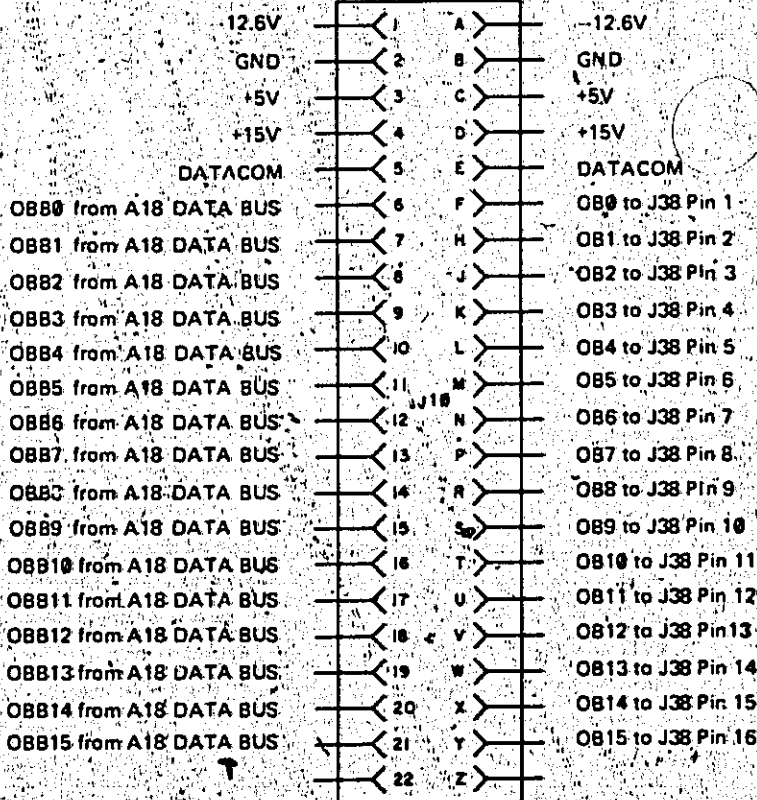 -12.6V 1 A -12.6V
GND 2 B GND
+5V 3 C +5V
+15V 4 D +15V
DATACOM 5 E DATACOM
OBB0 from A18 DATA BUS 6 F OB0 to J38 Pin 1
OBB1 from A18 DATA BUS 7 H OB1 to J38 Pin 2
OBB2 from A18 DATA BUS 8 J OB2 to J38 Pin 3
OBB3 from A18 DATA BUS 9 K OB3 to J38 Pin 4
OBB4 from A18 DATA BUS 10 L OB4 to J38 Pin 5
OBB5 from A18 DATA BUS 11 M OB5 to J38 Pin 6
J10
OBB6 from A18 DATA BUS 12 N OB6 to J38 Pin 7
OBB7 from A18 DATA BUS 13 P OB7 to J38 Pin 8
OBB8 from A18 DATA BUS 14 R OB8 to J38 Pin 9
OBB9 from A18 DATA BUS 15 S OB9 to J38 Pin 10
OBB10 from A18 DATA BUS 16 T OB10 to J38 Pin 11
OBB11 from A18 DATA BUS 17 U OB11 to J38 Pin 12
OBB12 from A18 DATA BUS 18 V OB12 to J38 Pin 13
OBB13 from A18 DATA BUS 19 W OB13 to J38 Pin 14
OBB14 from A18 DATA BUS 20 X OB14 to J38 Pin 15
OBB15 from A18 DATA BUS 21 Y OB15 to J38 Pin 16
22 Z